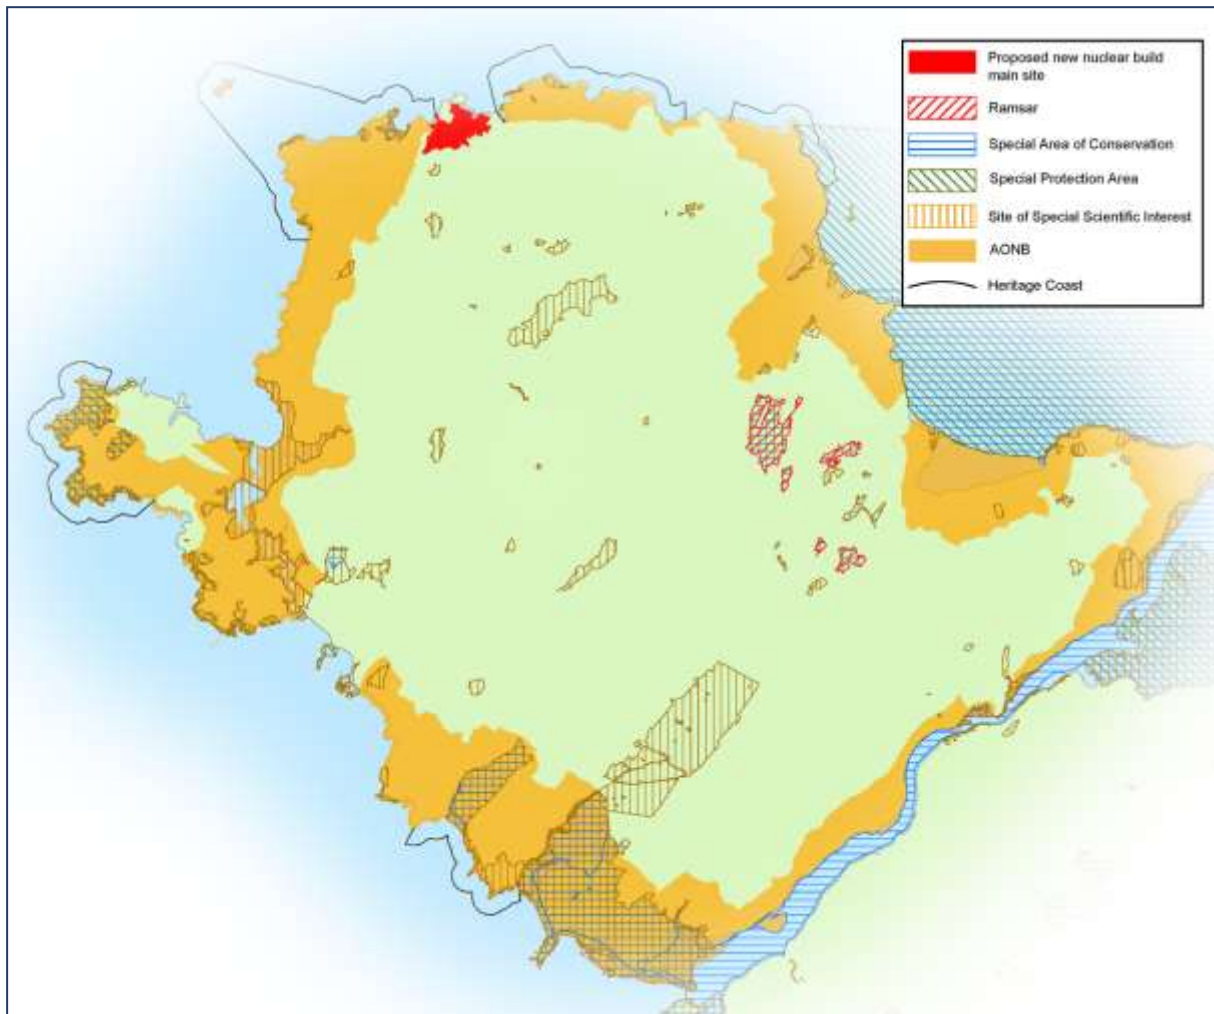 Proposed new nuclear build
main site
Ramsar
Special Area of Conservation
Special Protection Area
Site of Special Scientific Interest
AONB
Heritage Coast